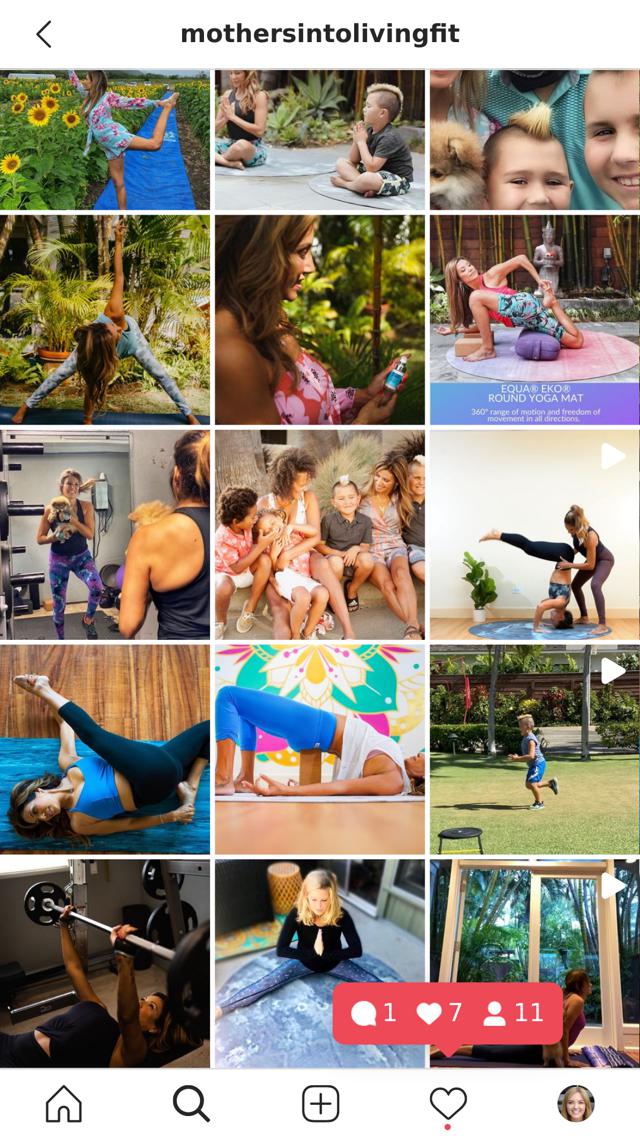 mothersintolivingfit
EQUA® EKO®
ROUND YOGA MAT
360° range of motion and freedom of
movement in all directions.
1 7 11